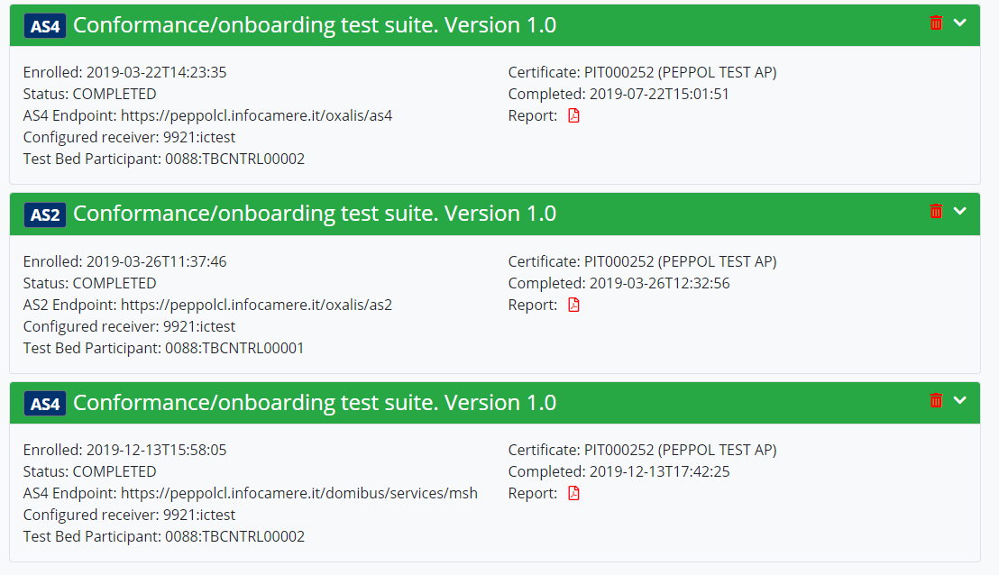 AS4 Conformance/onboarding test suite. Version 1.0
Enrolled: 2019-03-22T14:23:35
Status: COMPLETED
AS4 Endpoint: https://peppolcl.infocamere.it/oxalis/as4
Configured receiver: 9921:ictest
Test Bed Participant: 0088:TBCNTRL00002
Certificate: PIT000252 (PEPPOL TEST AP)
Completed: 2019-07-22T15:01:51
Report:
AS2 Conformance/onboarding test suite. Version 1.0
Enrolled: 2019-03-26T11:37:46
Status: COMPLETED
AS2 Endpoint: https://peppolcl.infocamere.it/oxalis/as2
Configured receiver: 9921:ictest
Test Bed Participant: 0088:TBCNTRL00001
Certificate: PIT000252 (PEPPOL TEST AP)
Completed: 2019-03-26T12:32:56
Report:
AS4 Conformance/onboarding test suite. Version 1.0
Enrolled: 2019-12-13T15:58:05
Status: COMPLETED
AS4 Endpoint: https://peppolcl.infocamere.it/domibus/services/msh
Configured receiver: 9921:ictest
Test Bed Participant: 0088:TBCNTRL00002
Certificate: PIT000252 (PEPPOL TEST AP)
Completed: 2019-12-13T17:42:25
Report: